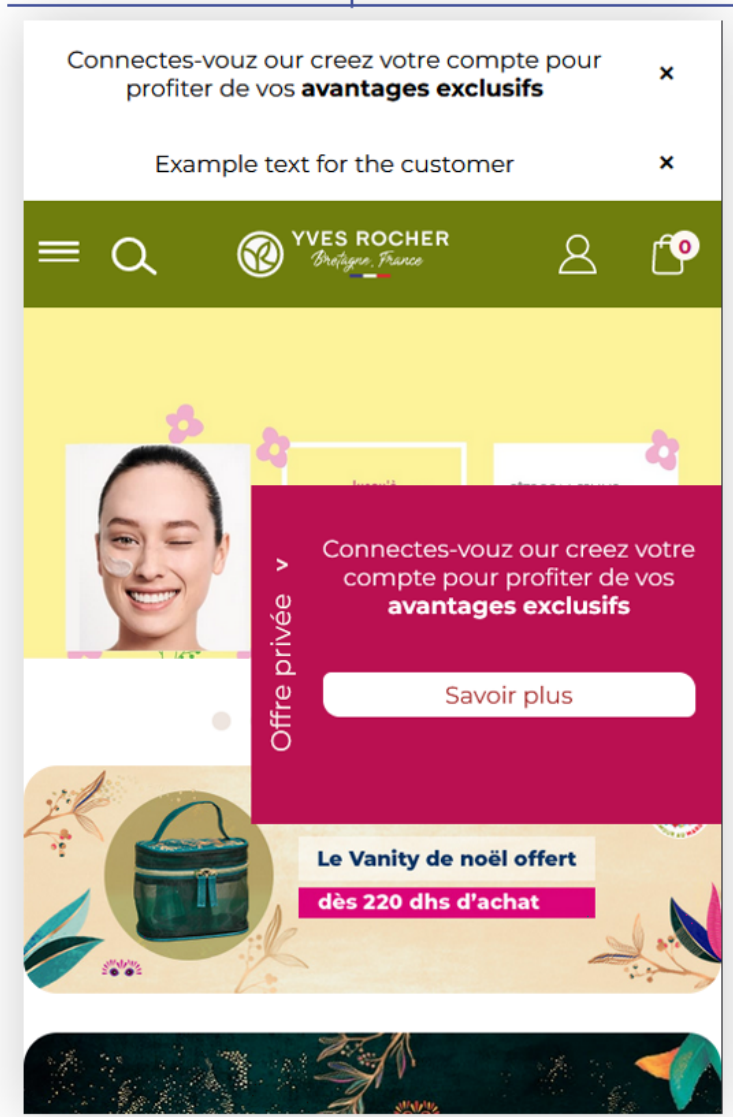 Connectes-vouz our creez votre compte pour
profiter de vos avantages exclusifs
×
Example text for the customer
×
YVES ROCHER
Bretagne, France
0
Offre privée
Connectes-vouz our creez votre
compte pour profiter de vos
avantages exclusifs
Savoir plus
Le Vanity de noël offert
dès 220 dhs d’achat